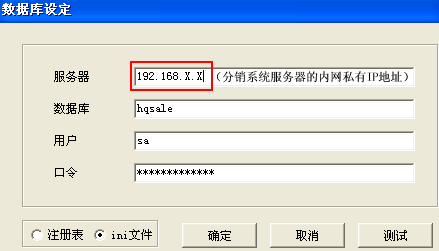 数据库设定
服务器 192.168.X.X（分销系统服务器的内网私有IP地址）
数据库 hqsale
用户 sa
口令 *************
注册表 ini文件 确定 取消 测试